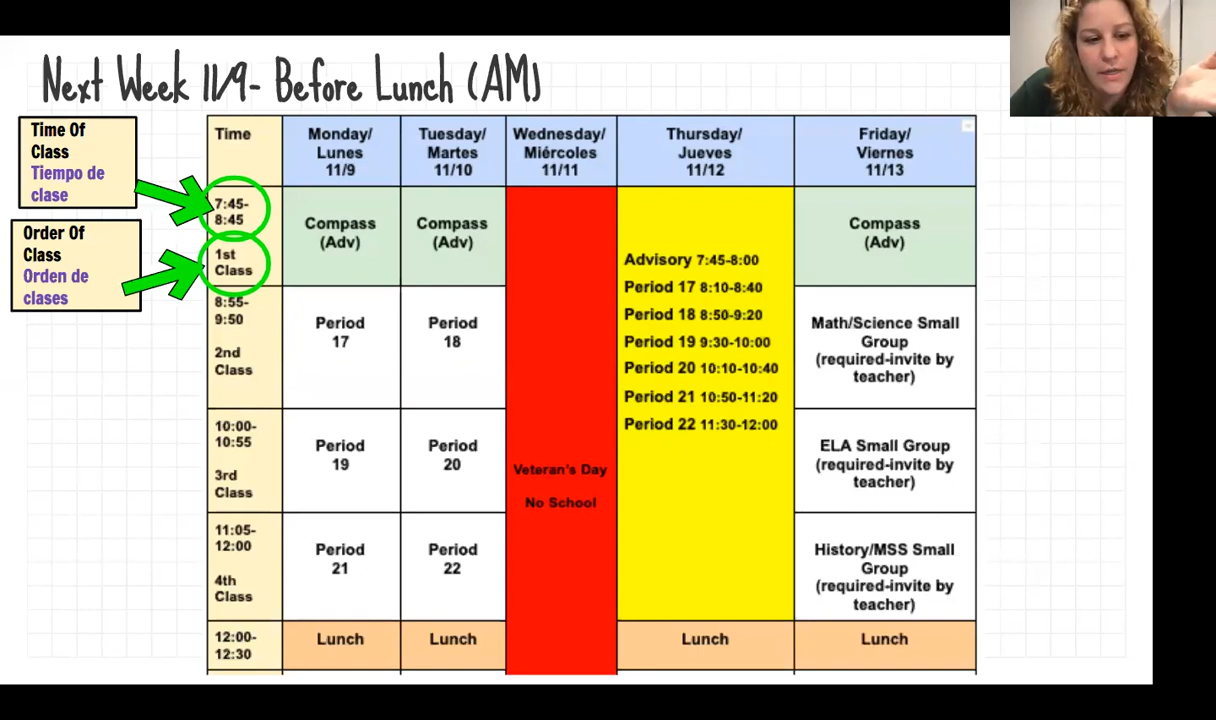 Next Week 11/9- Before Lunch (AM)
Time Of
Class
Tiempo de
clase
Order Of
Class
Orden de
clases
Time
Monday/
Lunes
11/9
Tuesday/
Martes
11/10
Wednesday/
Miércoles
11/11
Thursday/
Jueves
11/12
Friday/
Viernes
11/13
7:45-
8:45
1st
Class
Compass
(Adv)
Compass
(Adv)
Veteran's Day
No School
Advisory 7:45-8:00
Period 17 8:10-8:40
Period 18 8:50-9:20
Period 19 9:30-10:00
Period 20 10:10-10:40
Period 21 10:50-11:20
Period 22 11:30-12:00
Compass
(Adv)
8:55-
9:50
2nd
Class
Period
17
Period
18
Math/Science Small
Group
(required-invite by
teacher)
10:00-
10:55
3rd
Class
Period
19
Period
20
ELA Small Group
(required-invite by
teacher)
11:05-
12:00
4th
Class
Period
21
Period
22
History/MSS Small
Group
(required-invite by
teacher)
12:00-
12:30
Lunch
Lunch
Lunch
Lunch